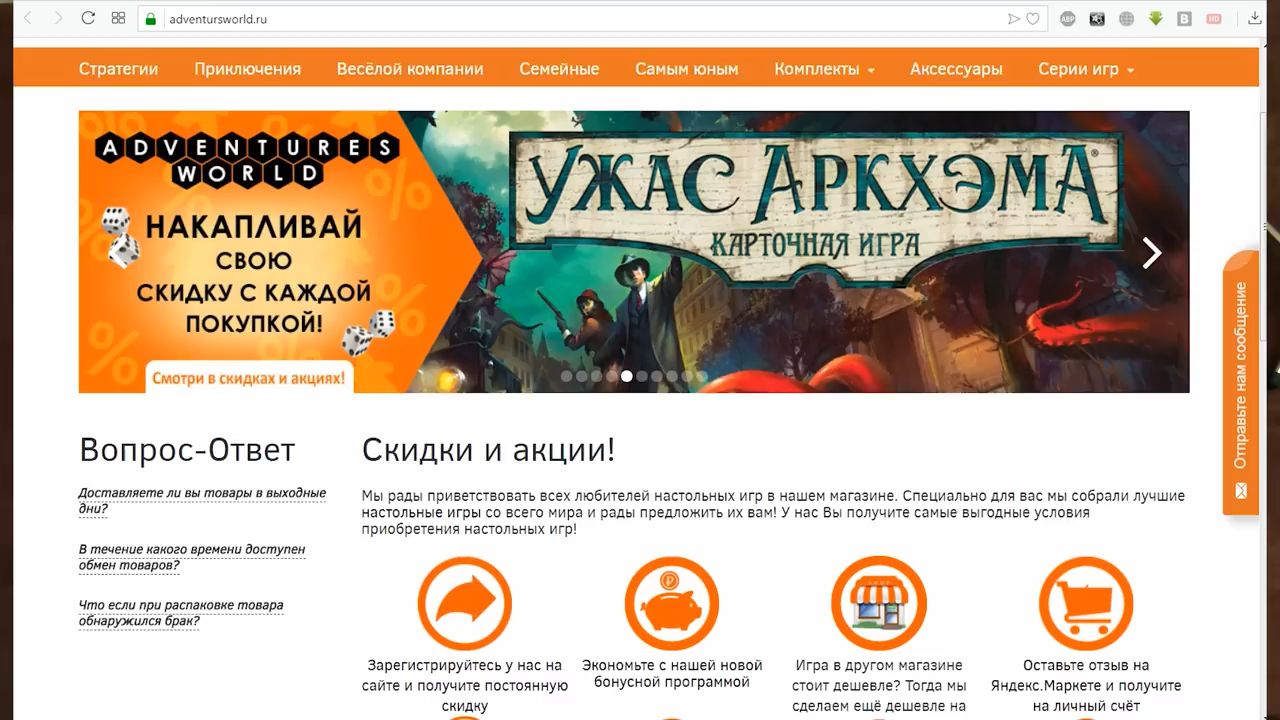 adventursworld.ru
ABP
B
HD
Стратегии Приключения Весёлой компании Семейные Самым юным Комплекты Аксессуары Серии игр
ADVENTURES
WORLD
НАКАПЛИВАЙ
СВОЮ
СКИДКУ С КАЖДОЙ
ПОКУПКОЙ!
Смотри в скидках и акциях!
УЖАС АРКХЭМА®
КАРТОЧНАЯ ИГРА
Отправьте нам сообщение
Вопрос-Ответ
Доставляете ли вы товары в выходные
дни?
В течение какого времени доступен
обмен товаров?
Что если при распаковке товара
обнаружился брак?
Скидки и акции!
Мы рады приветствовать всех любителей настольных игр в нашем магазине. Специально для вас мы собрали лучшие
настольные игры со всего мира и рады предложить их вам! У нас Вы получите самые выгодные условия
приобретения настольных игр!
Зарегистрируйтесь у нас на
сайте и получите постоянную
скидку
Экономьте с нашей новой
бонусной программой
Игра в другом магазине
стоит дешевле? Тогда мы
сделаем ещё дешевле на
Оставьте отзыв на
Яндекс.Маркете и получите
на личный счёт